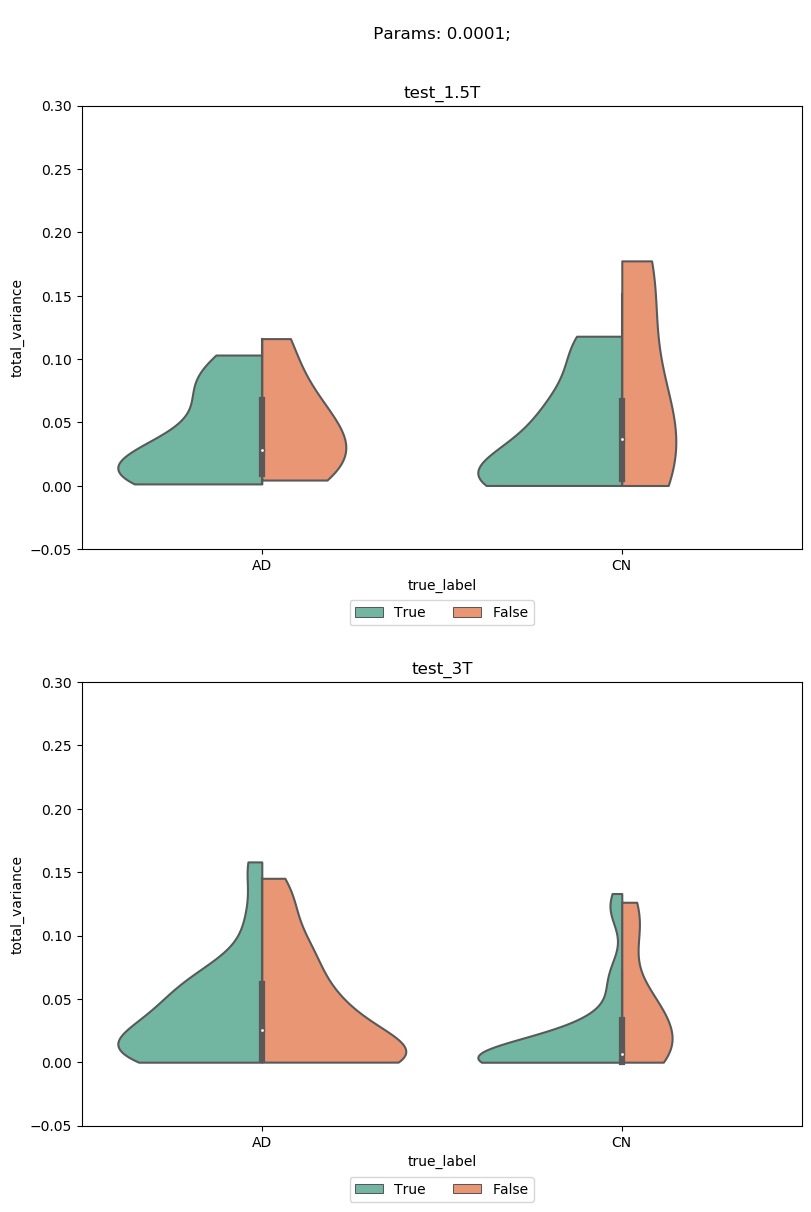 Params: 0.0001;
test_1.5T
0.30
0.25
0.20
0.15
0.10
0.05
0.00
−0.05
total_variance
AD
CN
true_label
True
False
test_3T
0.30
0.25
0.20
0.15
0.10
0.05
0.00
−0.05
total_variance
AD
CN
true_label
True
False